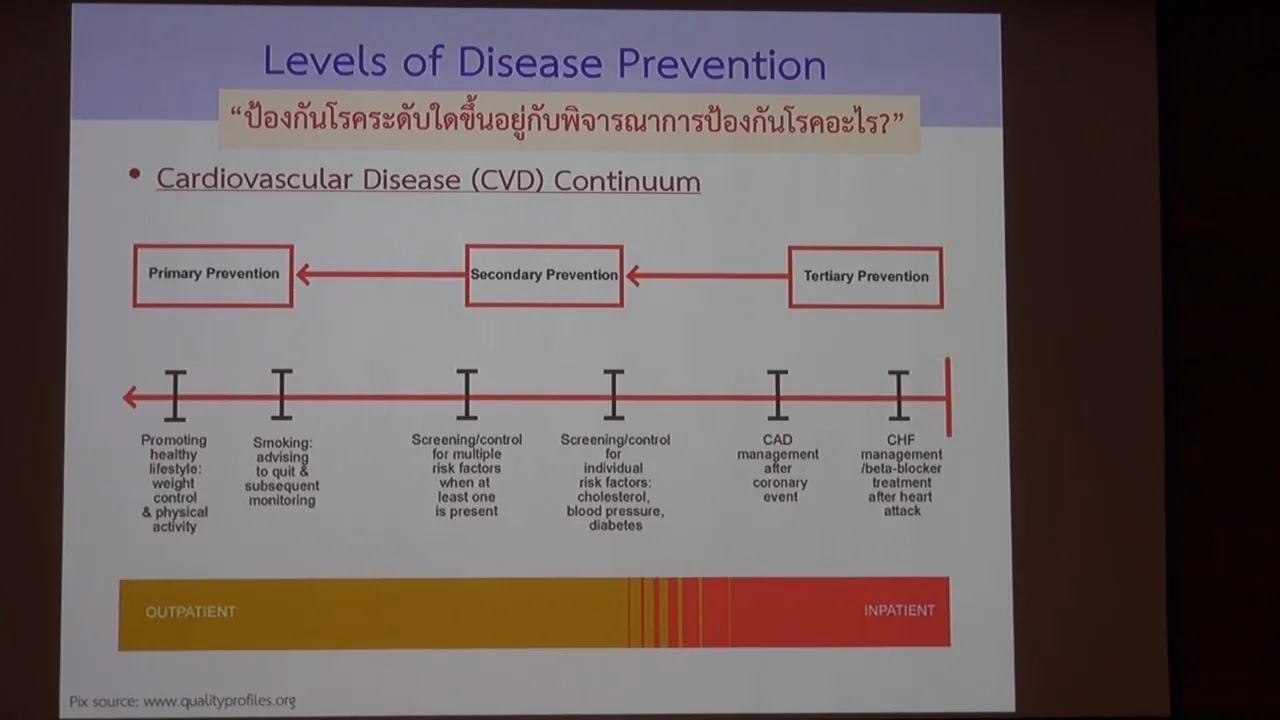 Levels of Disease Prevention
“ป้องกันโรคระดับใดขึ้นอยู่กับพิจารณาการป้องกันโรคอะไร?”
• Cardiovascular Disease (CVD) Continuum
Primary Prevention
Secondary Prevention
Tertiary Prevention
Promoting
healthy
lifestyle:
weight
control
& physical
activity
Smoking:
advising
to quit &
subsequent
monitoring
Screening/control
for multiple
risk factors
when at
least one
is present
Screening/control
for
individual
risk factors:
cholesterol,
blood pressure,
diabetes
CAD
management
after
coronary
event
CHF
management
/beta-blocker
treatment
after heart
attack
OUTPATIENT
INPATIENT
Pix source: www.qualityprofiles.org